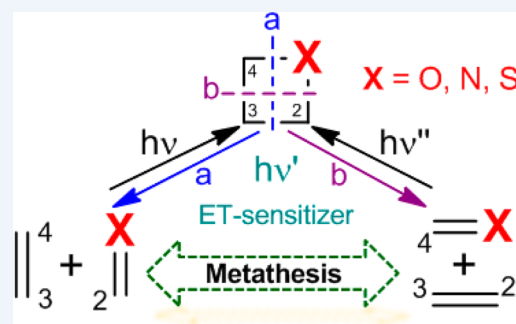 a
4 X
b
3 2
X = O, N, S
hν hν''
a hν' b
ET-sensitizer
4 X 4 X
+ +
3 2 3 2
Metathesis